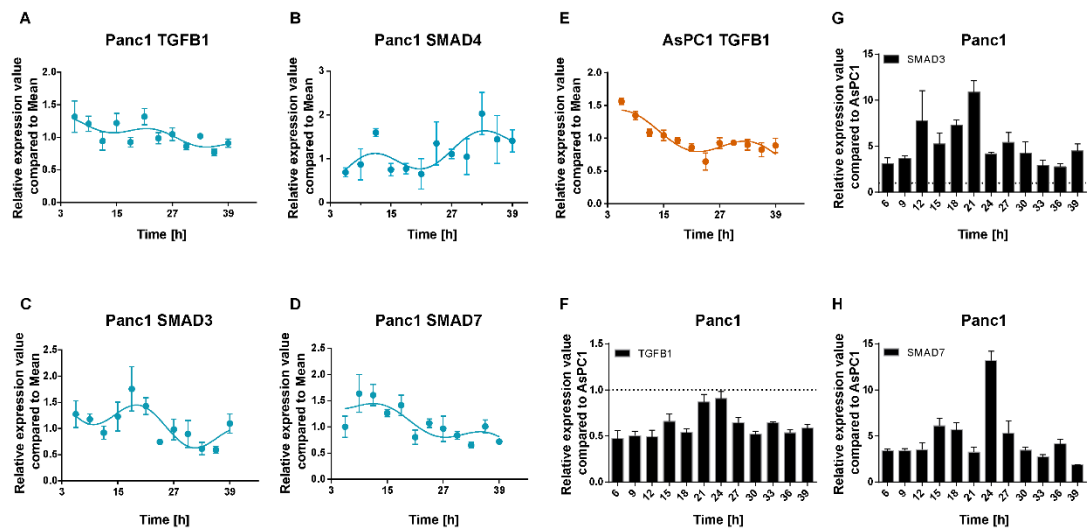 A
Panc1 TGFB1
Relative expression value
compared to Mean
2.0
1.5
1.0
0.5
0.0
3
15
27
39
Time [h]
B
Panc1 SMAD4
Relative expression value
compared to Mean
3
2
1
0
3
15
27
39
Time [h]
E
AsPC1 TGFB1
Relative expression value
compared to Mean
2.0
1.5
1.0
0.5
0.0
3
15
27
39
Time [h]
G
Panc1
SMAD3
Relative expression value
compared to AsPC1
15
10
5
0
6
9
12
15
18
21
24
27
30
33
36
39
Time [h]
C
Panc1 SMAD3
Relative expression value
compared to Mean
2.5
2.0
1.5
1.0
0.5
0.0
3
15
27
39
Time [h]
D
Panc1 SMAD7
Relative expression value
compared to Mean
2.5
2.0
1.5
1.0
0.5
0.0
3
15
27
39
Time [h]
F
Panc1
TGFB1
Relative expression value
compared to AsPC1
1.5
1.0
0.5
0.0
6
9
12
15
18
21
24
27
30
33
36
39
Time [h]
H
Panc1
SMAD7
Relative expression value
compared to AsPC1
15
10
5
0
6
9
12
15
18
21
24
27
30
33
36
39
Time [h]